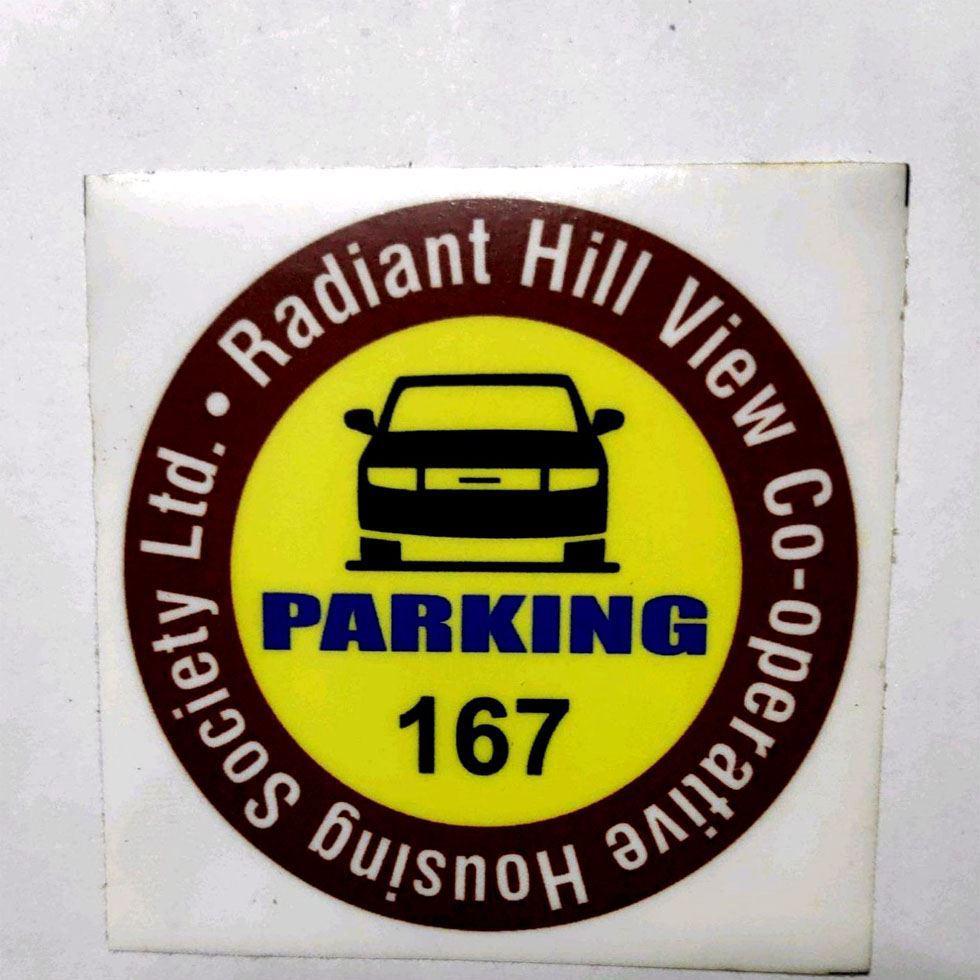 Radiant Hill View Co-operative Housing Society Ltd. •
PARKING
167